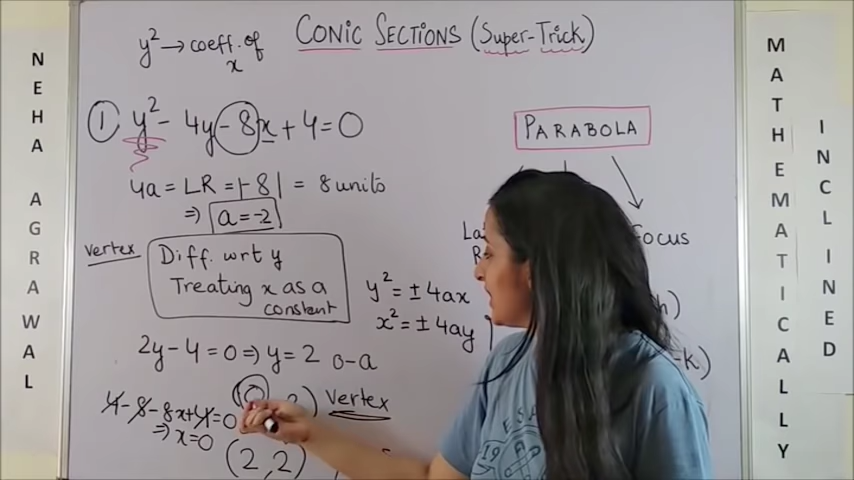 NEHA AGRAWAL
MATHEMATICALLY
INCLINED
CONIC SECTIONS (Super-Trick)
y² → coeff. of x
① y² - 4y - 8x + 4 = 0
4a = LR = |-8| = 8 units
⇒ a = -2
Vertex
Diff. wrt y
Treating x as a
constant
y² = ± 4ax
x² = ± 4ay
2y - 4 = 0 ⇒ y = 2
0-a
4 - 8 - 8x + 4 = 0
⇒ x = 0
Vertex
(2, 2)
PARABOLA
Focus